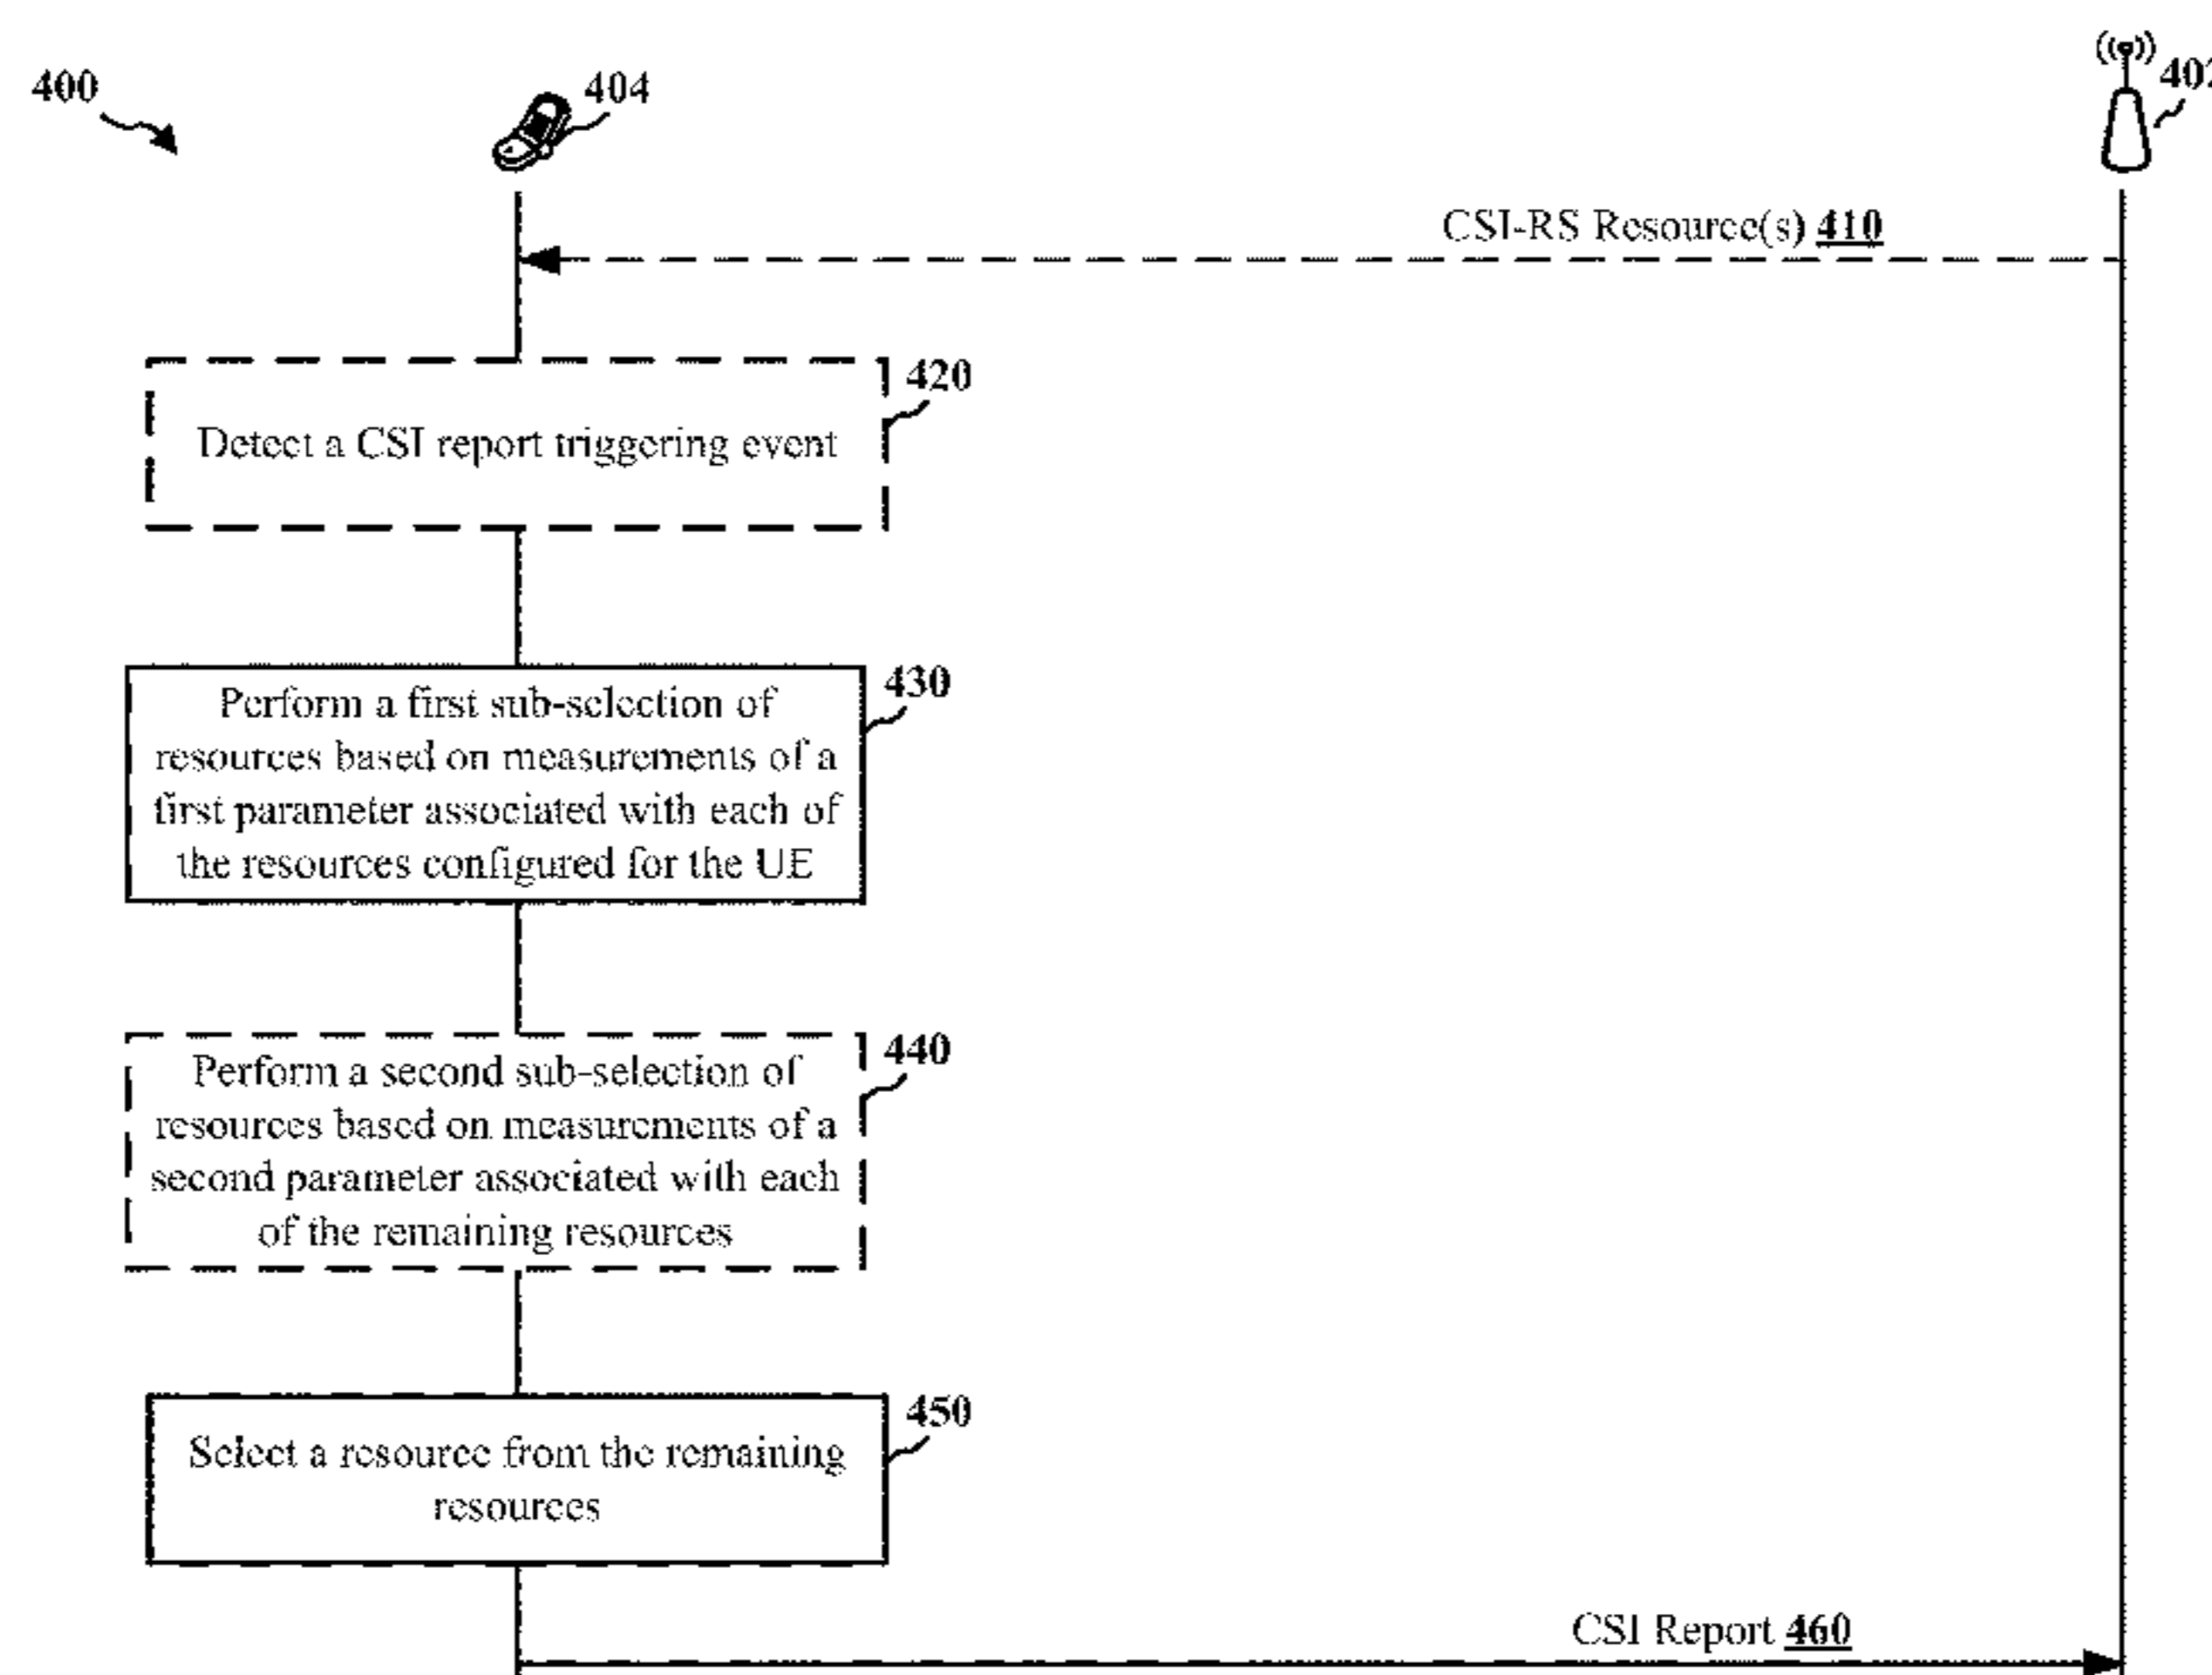 400
404
402
CSI-RS Resource(s) 410
420
Detect a CSI report triggering event
430
Perform a first sub-selection of
resources based on measurements of a
first parameter associated with each of
the resources configured for the UE
440
Perform a second sub-selection of
resources based on measurements of a
second parameter associated with each
of the remaining resources
450
Select a resource from the remaining
resources
CSI Report 460